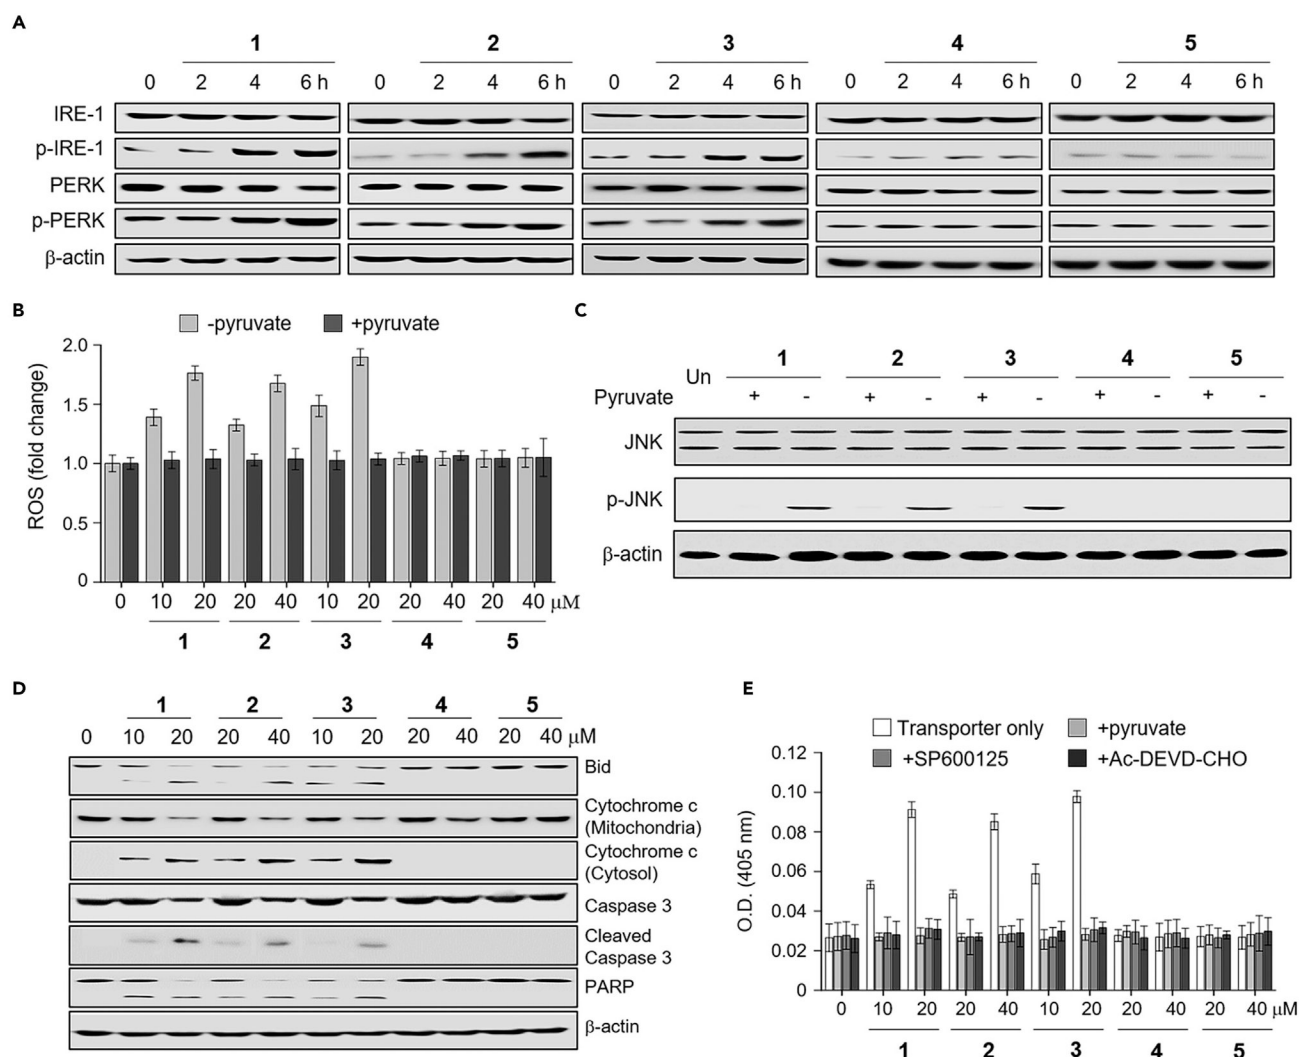 A
1 2 3 4 5
0 2 4 6 h 0 2 4 6 h 0 2 4 6 h 0 2 4 6 h 0 2 4 6 h
IRE-1
p-IRE-1
PERK
p-PERK
β-actin
B
-pyruvate +pyruvate
ROS (fold change)
2.0
1.5
1.0
0.5
0
0 10 20 20 40 10 20 20 40 20 40 μM
1 2 3 4 5
C
1 2 3 4 5
Un
Pyruvate + - + - + - + - + -
JNK
p-JNK
β-actin
D
1 2 3 4 5
0 10 20 20 40 10 20 20 40 20 40 μM
Bid
Cytochrome c
(Mitochondria)
Cytochrome c
(Cytosol)
Caspase 3
Cleaved
Caspase 3
PARP
β-actin
E
Transporter only +pyruvate
+SP600125 +Ac-DEVD-CHO
O.D. (405 nm)
0.12
0.10
0.08
0.06
0.04
0.02
0
0 10 20 20 40 10 20 20 40 20 40 μM
1 2 3 4 5